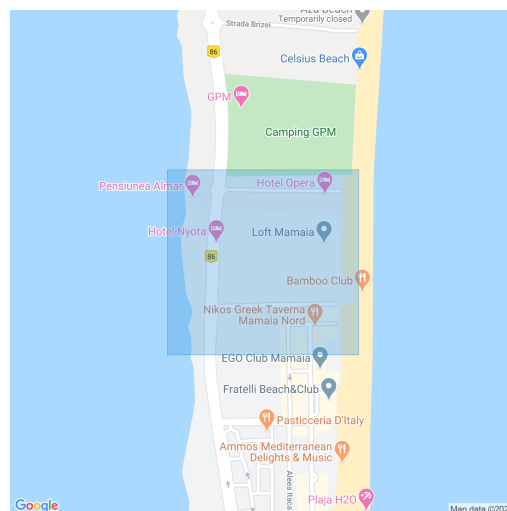 Aza Beach
Temporarily closed
Strada Brizei
86
Celsius Beach
GPM
Camping GPM
Pensiunea Almar
Hotel Opera
Hotel Nyota
Loft Mamaia
86
Bamboo Club
Nikos Greek Taverna
Mamaia Nord
EGO Club Mamaia
Fratelli Beach&Club
Pasticceria D'Italy
Ammos Mediterranean
Delights & Music
Aleea Itaca
Plaja H2O
Google
Map data ©202